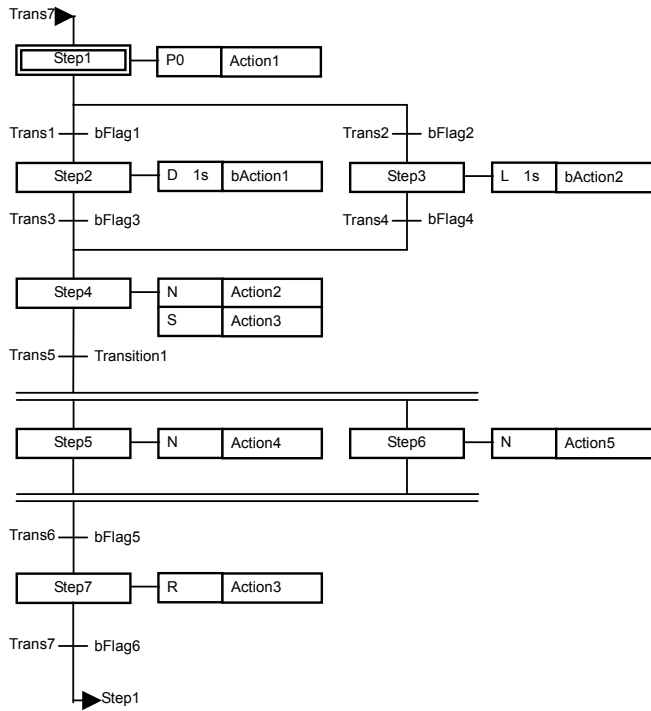 Trans7
Step1 P0 Action1
Trans1 bFlag1 Trans2 bFlag2
Step2 D 1s bAction1 Step3 L 1s bAction2
Trans3 bFlag3 Trans4 bFlag4
Step4 N Action2
S Action3
Trans5 Transition1
Step5 N Action4 Step6 N Action5
Trans6 bFlag5
Step7 R Action3
Trans7 bFlag6
Step1